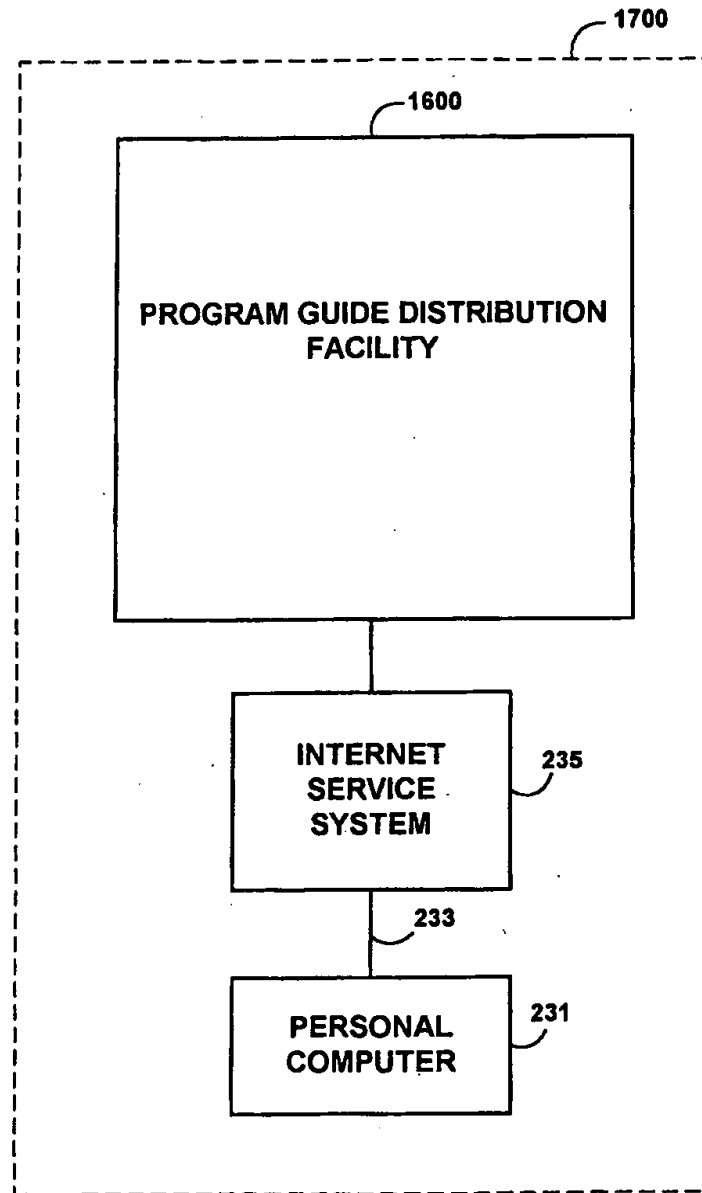 1700
1600
PROGRAM GUIDE DISTRIBUTION
FACILITY
INTERNET
SERVICE
SYSTEM
235
233
PERSONAL
COMPUTER
231